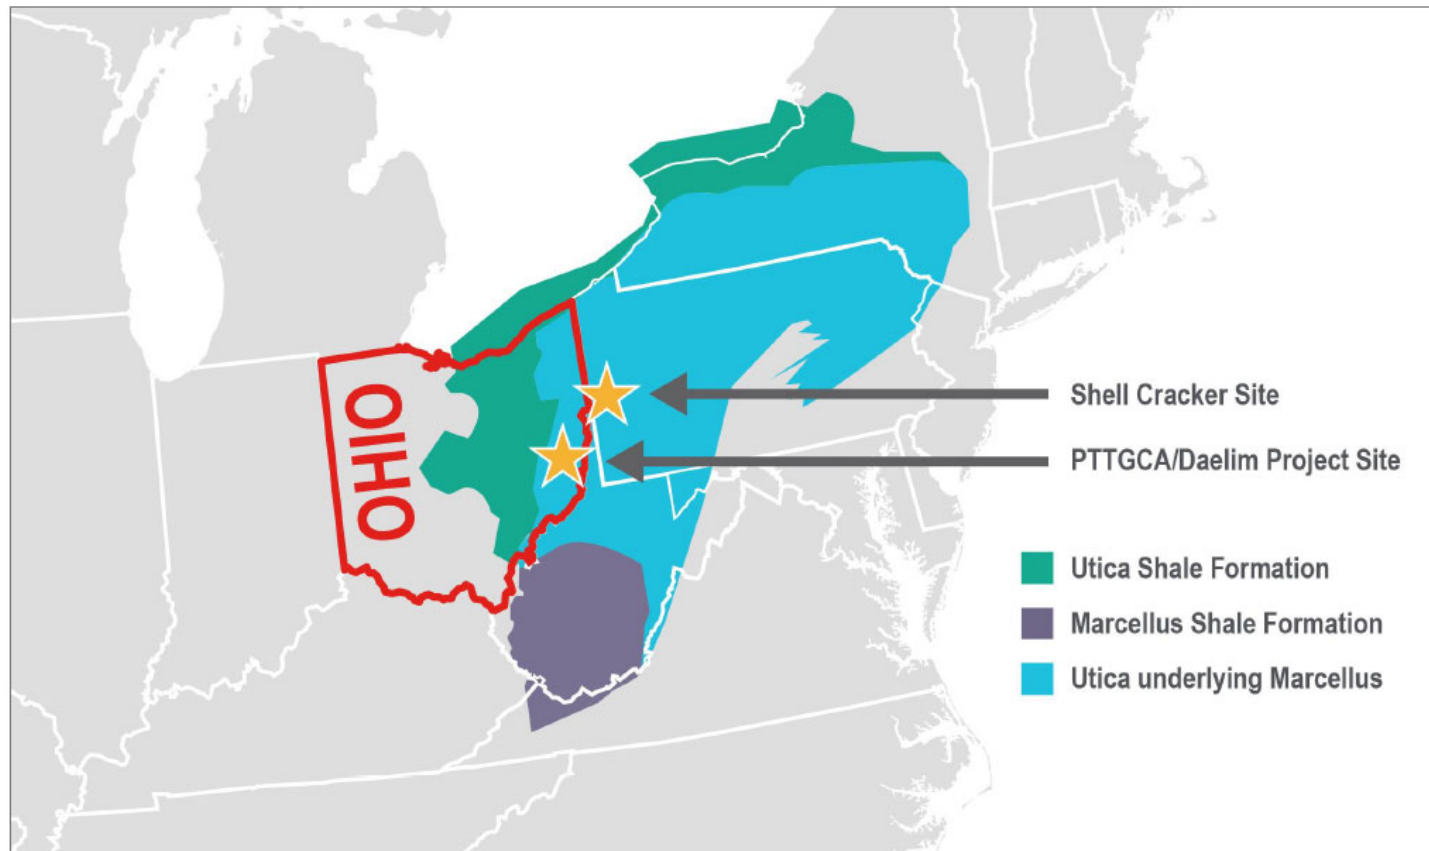 OHIO
Shell Cracker Site
PTTGCA/Daelim Project Site
Utica Shale Formation
Marcellus Shale Formation
Utica underlying Marcellus